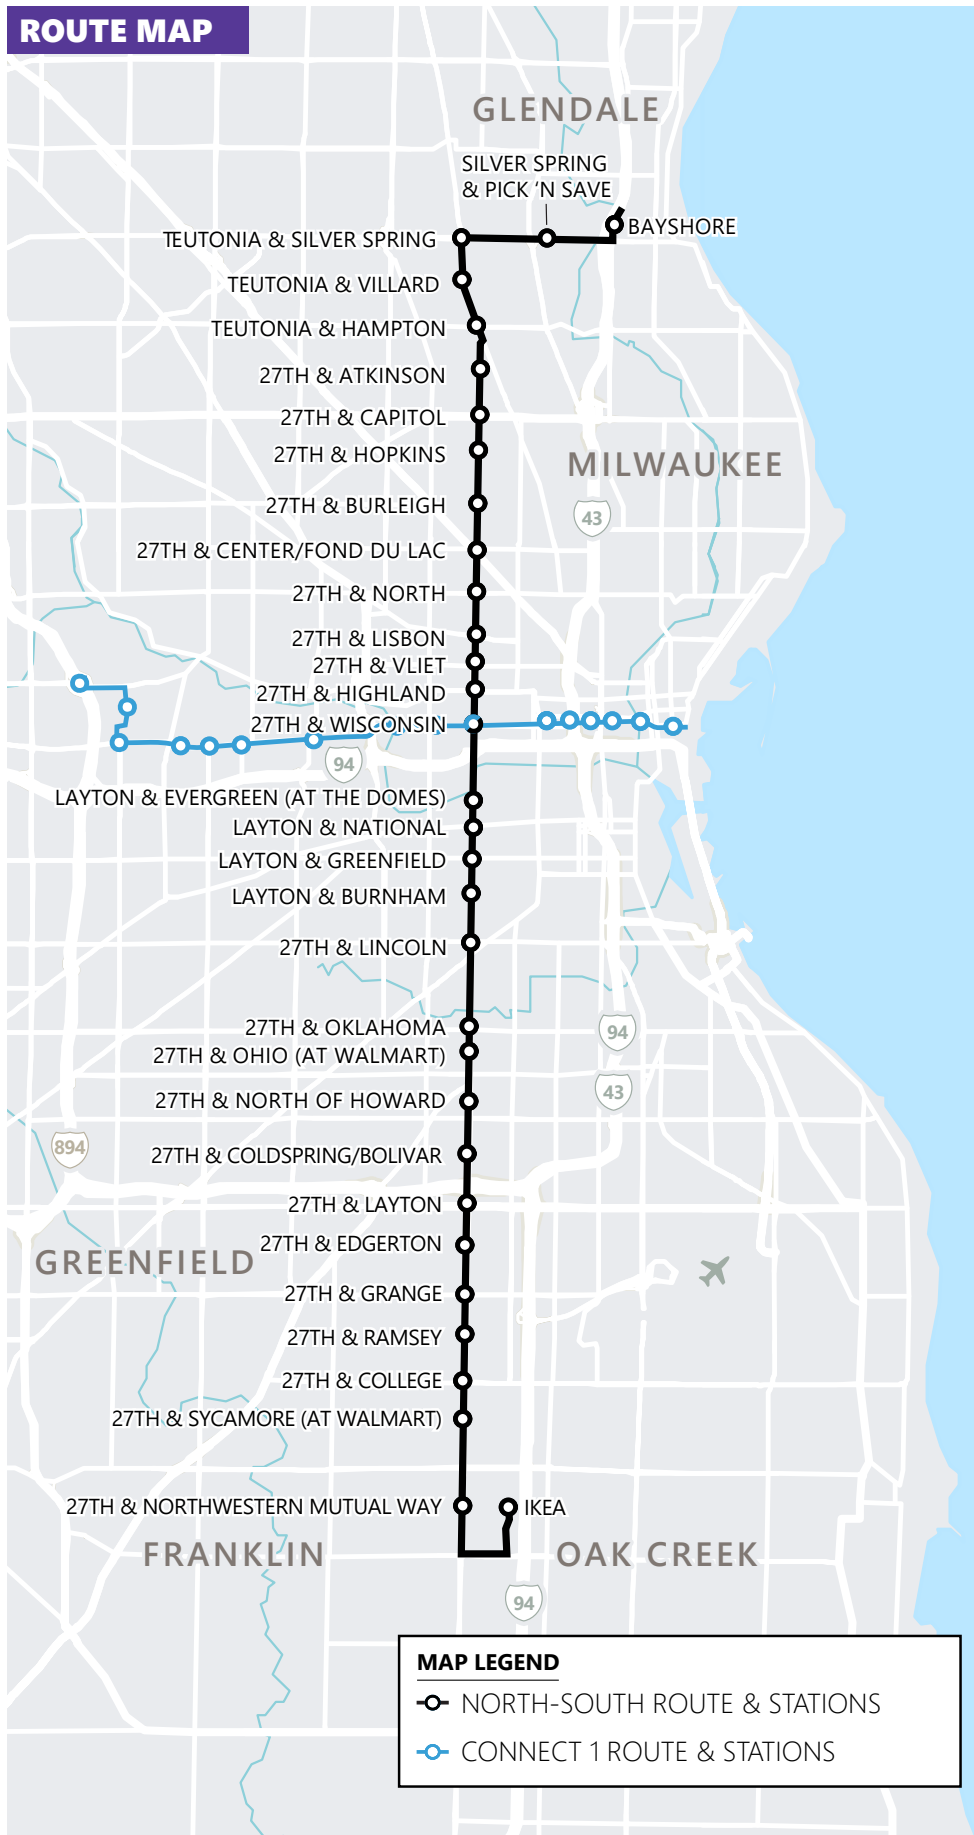 ROUTE MAP
GLENDALE
SILVER SPRING
& PICK ‘N SAVE
BAYSHORE
TEUTONIA & SILVER SPRING
TEUTONIA & VILLARD
TEUTONIA & HAMPTON
27TH & ATKINSON
27TH & CAPITOL
27TH & HOPKINS
MILWAUKEE
27TH & BURLEIGH
43
27TH & CENTER/FOND DU LAC
27TH & NORTH
27TH & LISBON
27TH & VLIET
27TH & HIGHLAND
27TH & WISCONSIN
94
LAYTON & EVERGREEN (AT THE DOMES)
LAYTON & NATIONAL
LAYTON & GREENFIELD
LAYTON & BURNHAM
27TH & LINCOLN
27TH & OKLAHOMA
94
27TH & OHIO (AT WALMART)
43
27TH & NORTH OF HOWARD
894
27TH & COLDSPRING/BOLIVAR
27TH & LAYTON
27TH & EDGERTON
GREENFIELD
27TH & GRANGE
27TH & RAMSEY
27TH & COLLEGE
27TH & SYCAMORE (AT WALMART)
27TH & NORTHWESTERN MUTUAL WAY
IKEA
FRANKLIN
OAK CREEK
94
MAP LEGEND
NORTH-SOUTH ROUTE & STATIONS
CONNECT 1 ROUTE & STATIONS